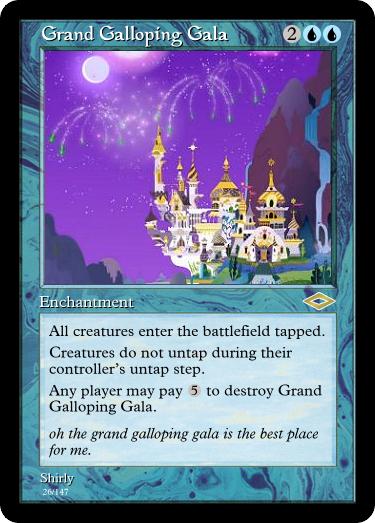 Grand Galloping Gala 2
Enchantment
All creatures enter the battlefield tapped.
Creatures do not untap during their
controller's untap step.
Any player may pay 5 to destroy Grand
Galloping Gala.
oh the grand galloping gala is the best place
for me.
Shirly
26/147